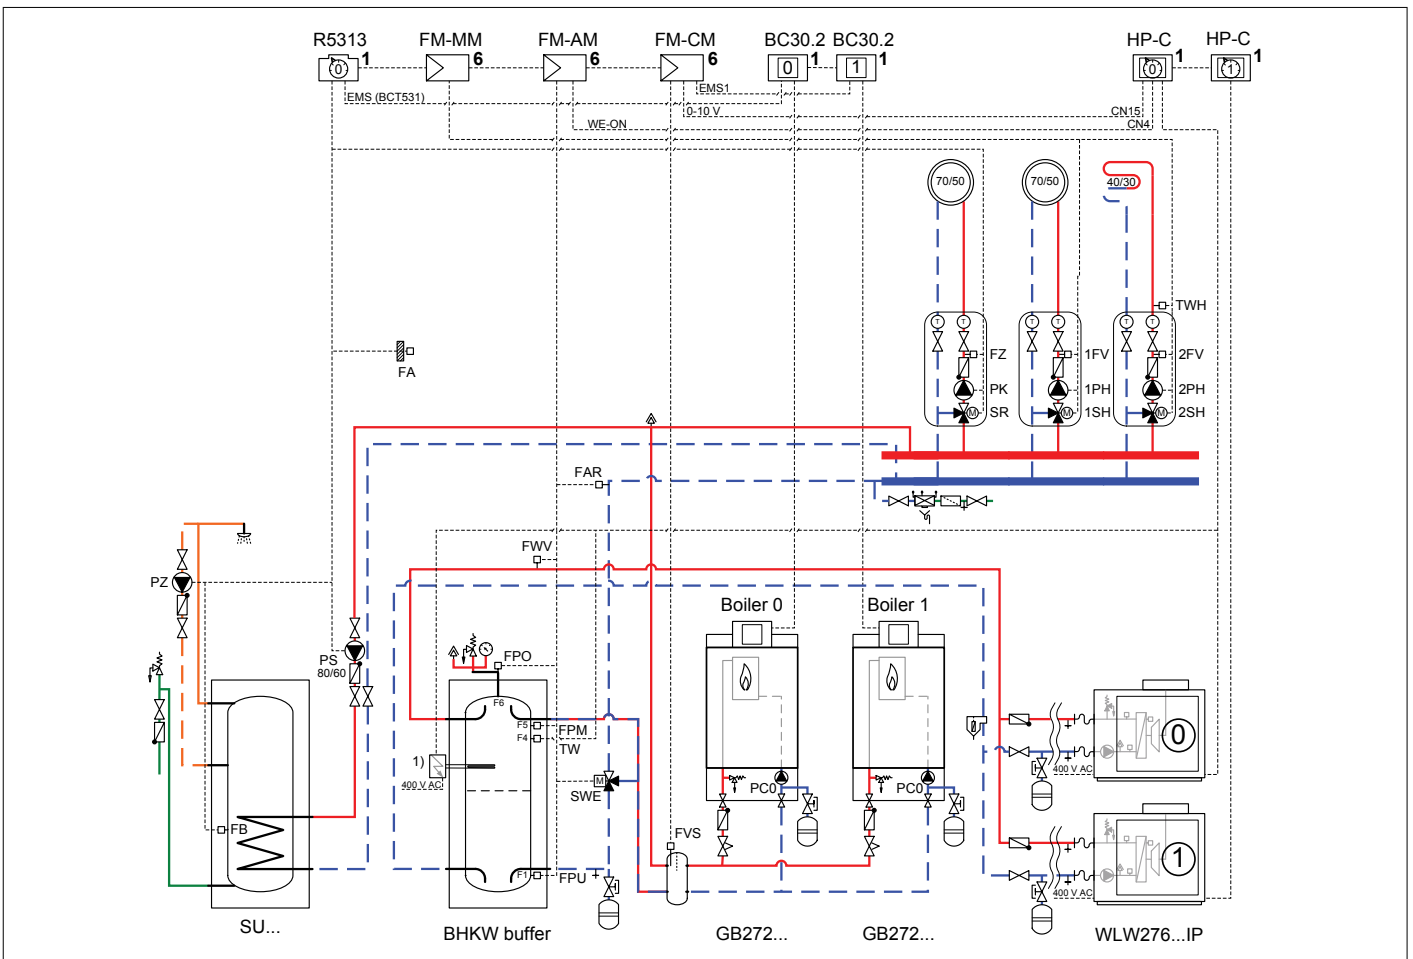 R5313 FM-MM FM-AM FM-CM BC30.2 BC30.2 HP-C HP-C
0 1 6 6 6 0 1 1 1 0 1 1 1
EMS1
EMS (BCT531)
0-10 V CN15
WE-ON CN4
70/50 70/50 40/30
TWH
T T T T T T
FZ 1FV 2FV
FA
PK 1PH 2PH
M SR M 1SH M 2SH
FAR
FWV
PZ
Boiler 0 Boiler 1
PS
80/60
FPO
F6
F5 FPM
F4 TW
0
1)
400 V AC
400 V AC
M
SWE
PC0 PC0
FB
FVS
1
F1 FPU
400 V AC
SU...
BHKW buffer
GB272... GB272...
WLW276...IP